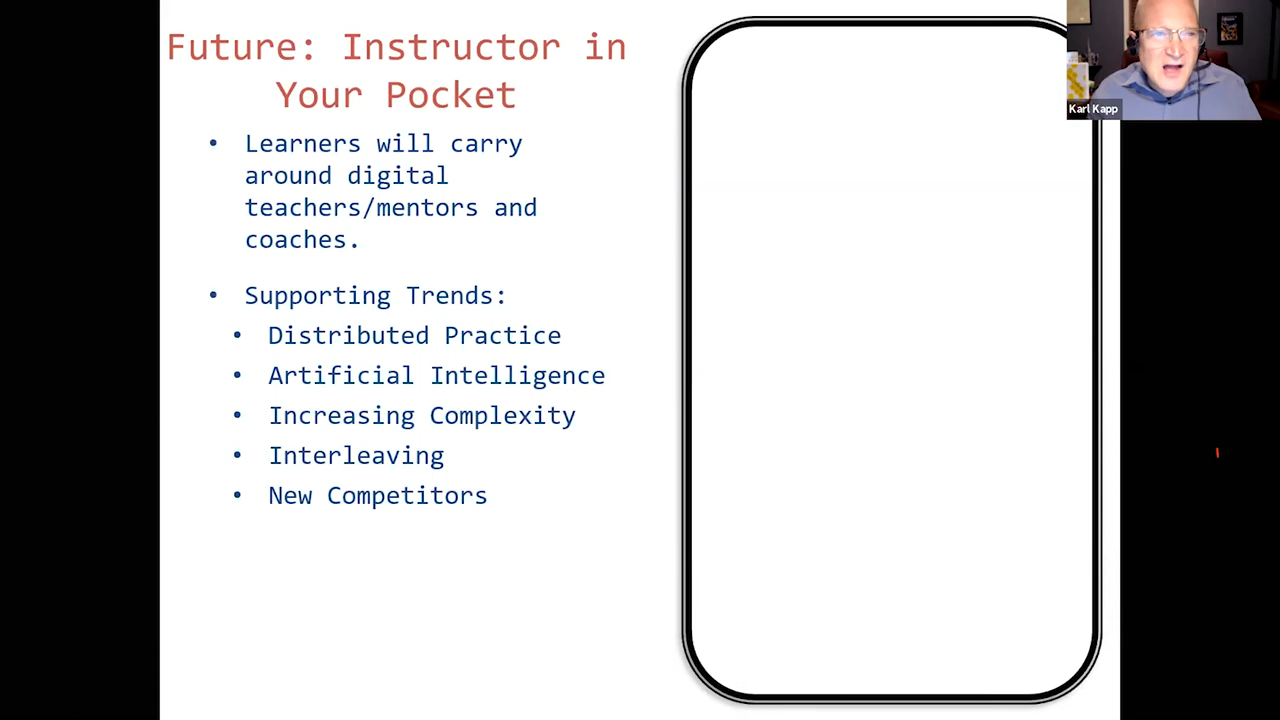 Future: Instructor in
Your Pocket
• Learners will carry
around digital
teachers/mentors and
coaches.
• Supporting Trends:
• Distributed Practice
• Artificial Intelligence
• Increasing Complexity
• Interleaving
• New Competitors
Karl Kapp